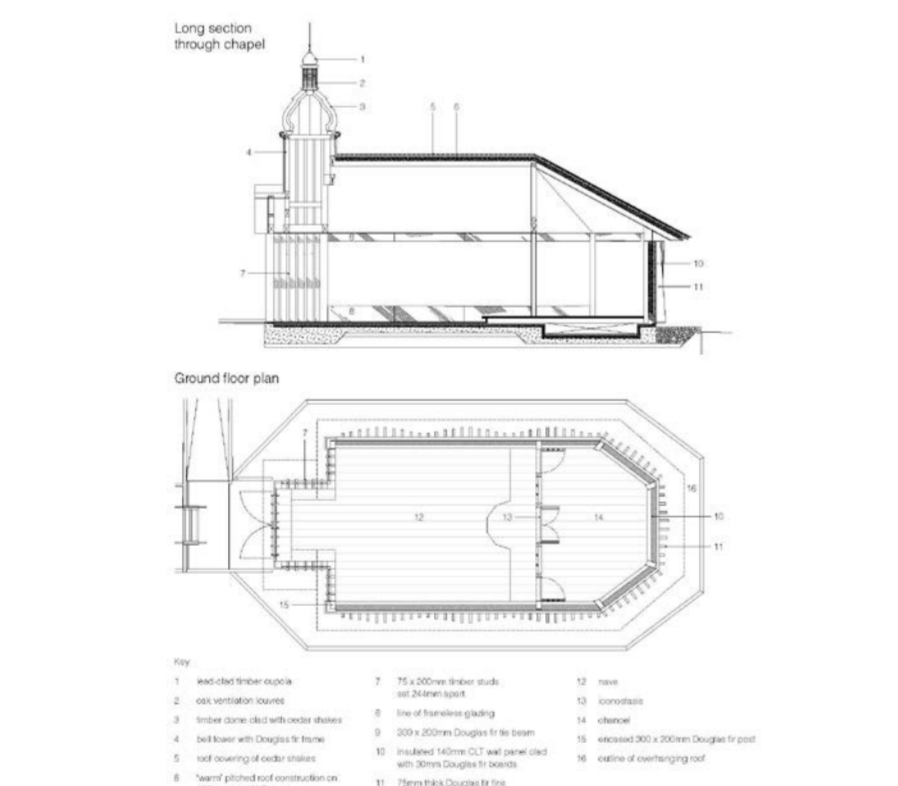 Long section
through chapel
1
2
3
5 6
4
10
7
11
8
8
Ground floor plan
7
16
12
13
14
10
11
15
Key
1 lead-clad timber cupola
2 oak ventilation louvres
3 timber dome clad with cedar shakes
4 bell tower with Douglas fir frame
5 roof covering of cedar shakes
6 'warm' pitched roof construction on
7 75 x 200mm timber studs
set 244mm apart
8 line of frameless glazing
9 300 x 200mm Douglas fir tie beam
10 insulated 140mm CLT wall panel clad
with 30mm Douglas fir boards
11 75mm thick Douglas fir fins
12 nave
13 iconostasis
14 chancel
15 encased 300 x 200mm Douglas fir post
16 outline of overhanging roof